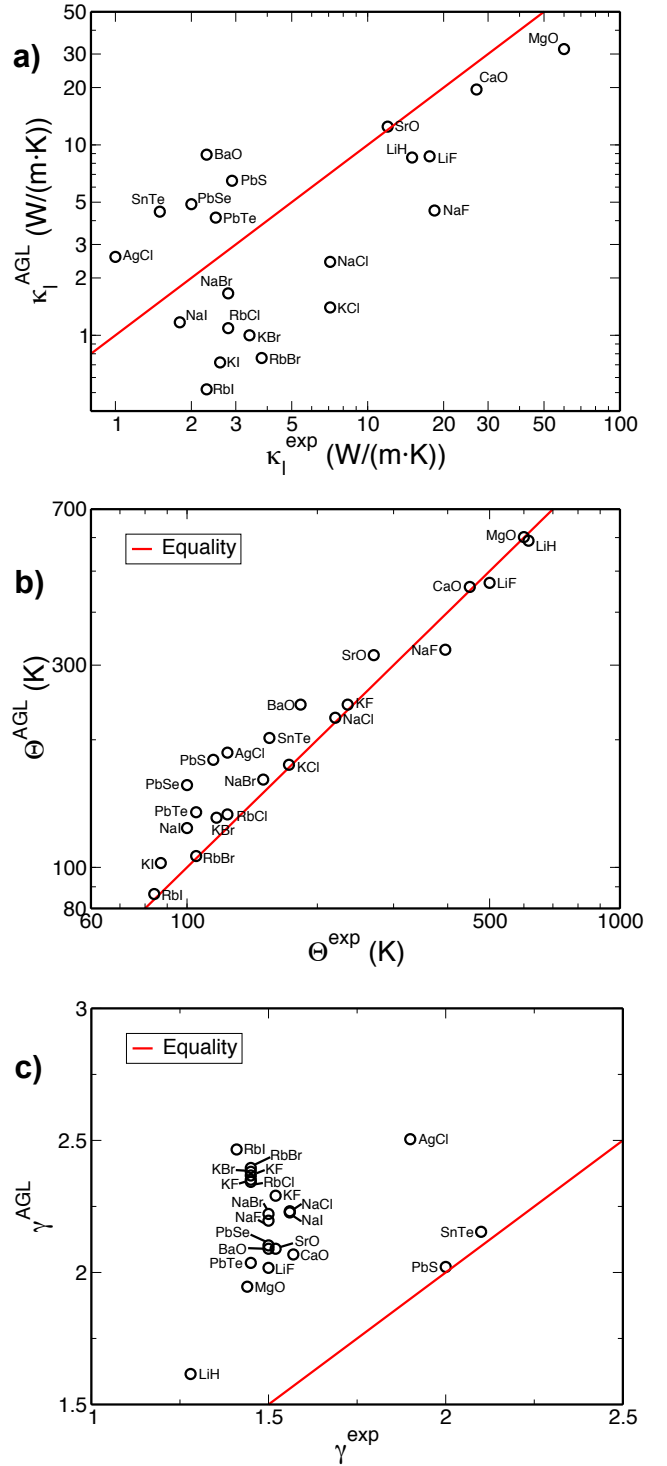 a)
50
MgO
30
20
CaO
10
SrO
BaO
LiH
LiF
PbS
5
SnTe
PbSe
PbTe
NaF
3
AgCl
NaCl
2
NaBr
NaI
RbCl
KCl
1
KBr
KI
RbBr
RbI
κl^AGL (W/(m·K))
1 2 3 5 10 20 30 60 100
κl^exp (W/(m·K))
b)
700
Equality
MgO
LiH
CaO
LiF
300
SrO
NaF
BaO
KF
NaCl
SnTe
AgCl
PbS
KCl
PbSe
NaBr
PbTe
RbCl
NaI
KBr
100
KI
RbBr
RbI
80
Θ^AGL (K)
60 100 500 1000
Θ^exp (K)
c)
3
Equality
2.5
AgCl
RbI
RbBr
KBr
KF
KF
RbCl
KF
NaBr
NaCl
NaF
NaI
PbSe
SnTe
BaO
SrO
CaO
PbTe
LiF
PbS
2
MgO
LiH
1.5
γ^AGL
1 1.5 2 2.5
γ^exp